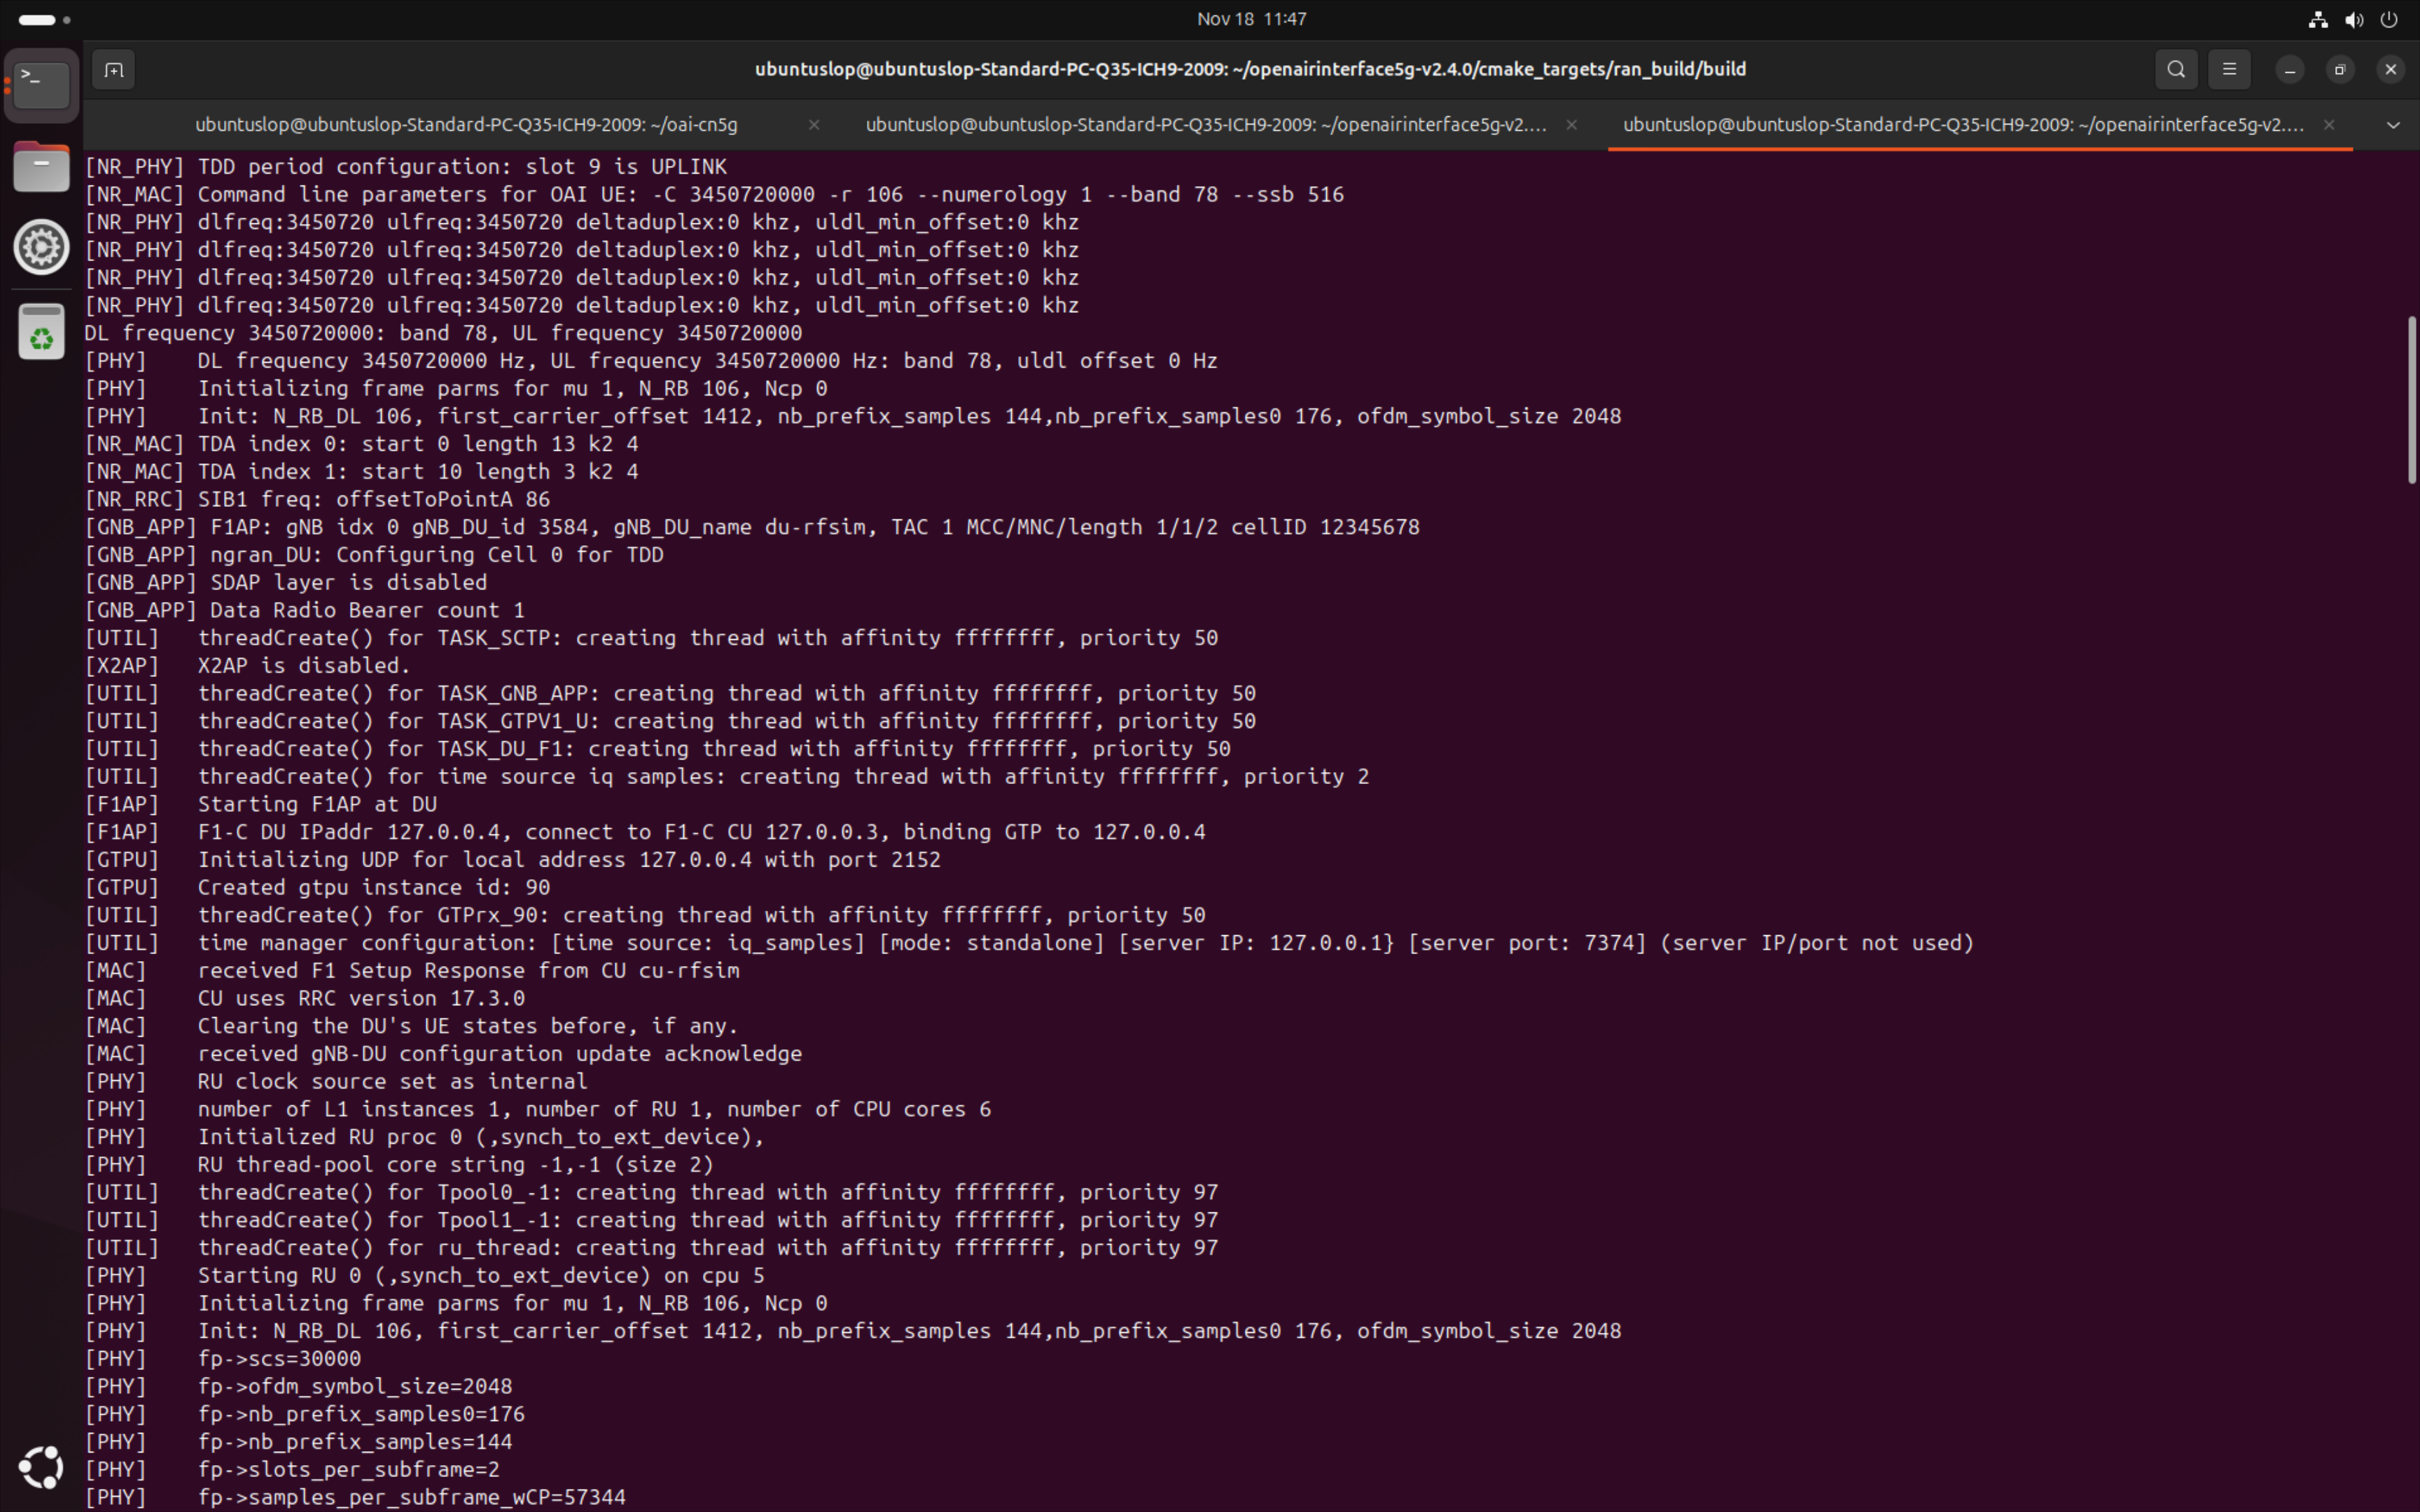 Nov 18 11:47
ubuntuslop@ubuntuslop-Standard-PC-Q35-ICH9-2009: ~/openairinterface5g-v2.4.0/cmake_targets/ran_build/build
ubuntuslop@ubuntuslop-Standard-PC-Q35-ICH9-2009: ~/oai-cn5g
ubuntuslop@ubuntuslop-Standard-PC-Q35-ICH9-2009: ~/openairinterface5g-v2....
ubuntuslop@ubuntuslop-Standard-PC-Q35-ICH9-2009: ~/openairinterface5g-v2....
[NR_PHY] TDD period configuration: slot 9 is UPLINK
[NR_MAC] Command line parameters for OAI UE: -C 3450720000 -r 106 --numerology 1 --band 78 --ssb 516
[NR_PHY] dlfreq:3450720 ulfreq:3450720 deltaduplex:0 khz, uldl_min_offset:0 khz
[NR_PHY] dlfreq:3450720 ulfreq:3450720 deltaduplex:0 khz, uldl_min_offset:0 khz
[NR_PHY] dlfreq:3450720 ulfreq:3450720 deltaduplex:0 khz, uldl_min_offset:0 khz
[NR_PHY] dlfreq:3450720 ulfreq:3450720 deltaduplex:0 khz, uldl_min_offset:0 khz
DL frequency 3450720000: band 78, UL frequency 3450720000
[PHY]    DL frequency 3450720000 Hz, UL frequency 3450720000 Hz: band 78, uldl offset 0 Hz
[PHY]    Initializing frame parms for mu 1, N_RB 106, Ncp 0
[PHY]    Init: N_RB_DL 106, first_carrier_offset 1412, nb_prefix_samples 144,nb_prefix_samples0 176, ofdm_symbol_size 2048
[NR_MAC] TDA index 0: start 0 length 13 k2 4
[NR_MAC] TDA index 1: start 10 length 3 k2 4
[NR_RRC] SIB1 freq: offsetToPointA 86
[GNB_APP] F1AP: gNB idx 0 gNB_DU_id 3584, gNB_DU_name du-rfsim, TAC 1 MCC/MNC/length 1/1/2 cellID 12345678
[GNB_APP] ngran_DU: Configuring Cell 0 for TDD
[GNB_APP] SDAP layer is disabled
[GNB_APP] Data Radio Bearer count 1
[UTIL]   threadCreate() for TASK_SCTP: creating thread with affinity ffffffff, priority 50
[X2AP]   X2AP is disabled.
[UTIL]   threadCreate() for TASK_GNB_APP: creating thread with affinity ffffffff, priority 50
[UTIL]   threadCreate() for TASK_GTPV1_U: creating thread with affinity ffffffff, priority 50
[UTIL]   threadCreate() for TASK_DU_F1: creating thread with affinity ffffffff, priority 50
[UTIL]   threadCreate() for time source iq samples: creating thread with affinity ffffffff, priority 2
[F1AP]   Starting F1AP at DU
[F1AP]   F1-C DU IPaddr 127.0.0.4, connect to F1-C CU 127.0.0.3, binding GTP to 127.0.0.4
[GTPU]   Initializing UDP for local address 127.0.0.4 with port 2152
[GTPU]   Created gtpu instance id: 90
[UTIL]   threadCreate() for GTPrx_90: creating thread with affinity ffffffff, priority 50
[UTIL]   time manager configuration: [time source: iq_samples] [mode: standalone] [server IP: 127.0.0.1} [server port: 7374] (server IP/port not used)
[MAC]    received F1 Setup Response from CU cu-rfsim
[MAC]    CU uses RRC version 17.3.0
[MAC]    Clearing the DU's UE states before, if any.
[MAC]    received gNB-DU configuration update acknowledge
[PHY]    RU clock source set as internal
[PHY]    number of L1 instances 1, number of RU 1, number of CPU cores 6
[PHY]    Initialized RU proc 0 (,synch_to_ext_device),
[PHY]    RU thread-pool core string -1,-1 (size 2)
[UTIL]   threadCreate() for Tpool0_-1: creating thread with affinity ffffffff, priority 97
[UTIL]   threadCreate() for Tpool1_-1: creating thread with affinity ffffffff, priority 97
[UTIL]   threadCreate() for ru_thread: creating thread with affinity ffffffff, priority 97
[PHY]    Starting RU 0 (,synch_to_ext_device) on cpu 5
[PHY]    Initializing frame parms for mu 1, N_RB 106, Ncp 0
[PHY]    Init: N_RB_DL 106, first_carrier_offset 1412, nb_prefix_samples 144,nb_prefix_samples0 176, ofdm_symbol_size 2048
[PHY]    fp->scs=30000
[PHY]    fp->ofdm_symbol_size=2048
[PHY]    fp->nb_prefix_samples0=176
[PHY]    fp->nb_prefix_samples=144
[PHY]    fp->slots_per_subframe=2
[PHY]    fp->samples_per_subframe_wCP=57344